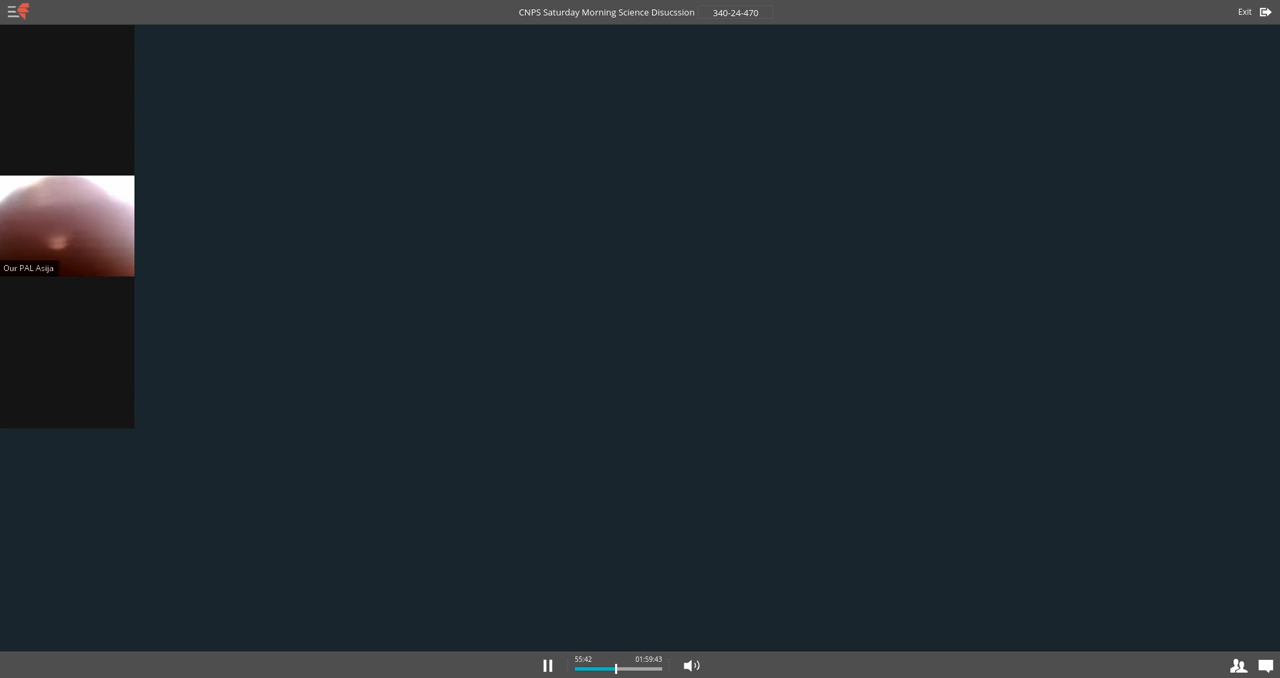 CNPS Saturday Morning Science Disucssion 340-24-470 Exit
Our PAL Asija
55:42 01:59:43